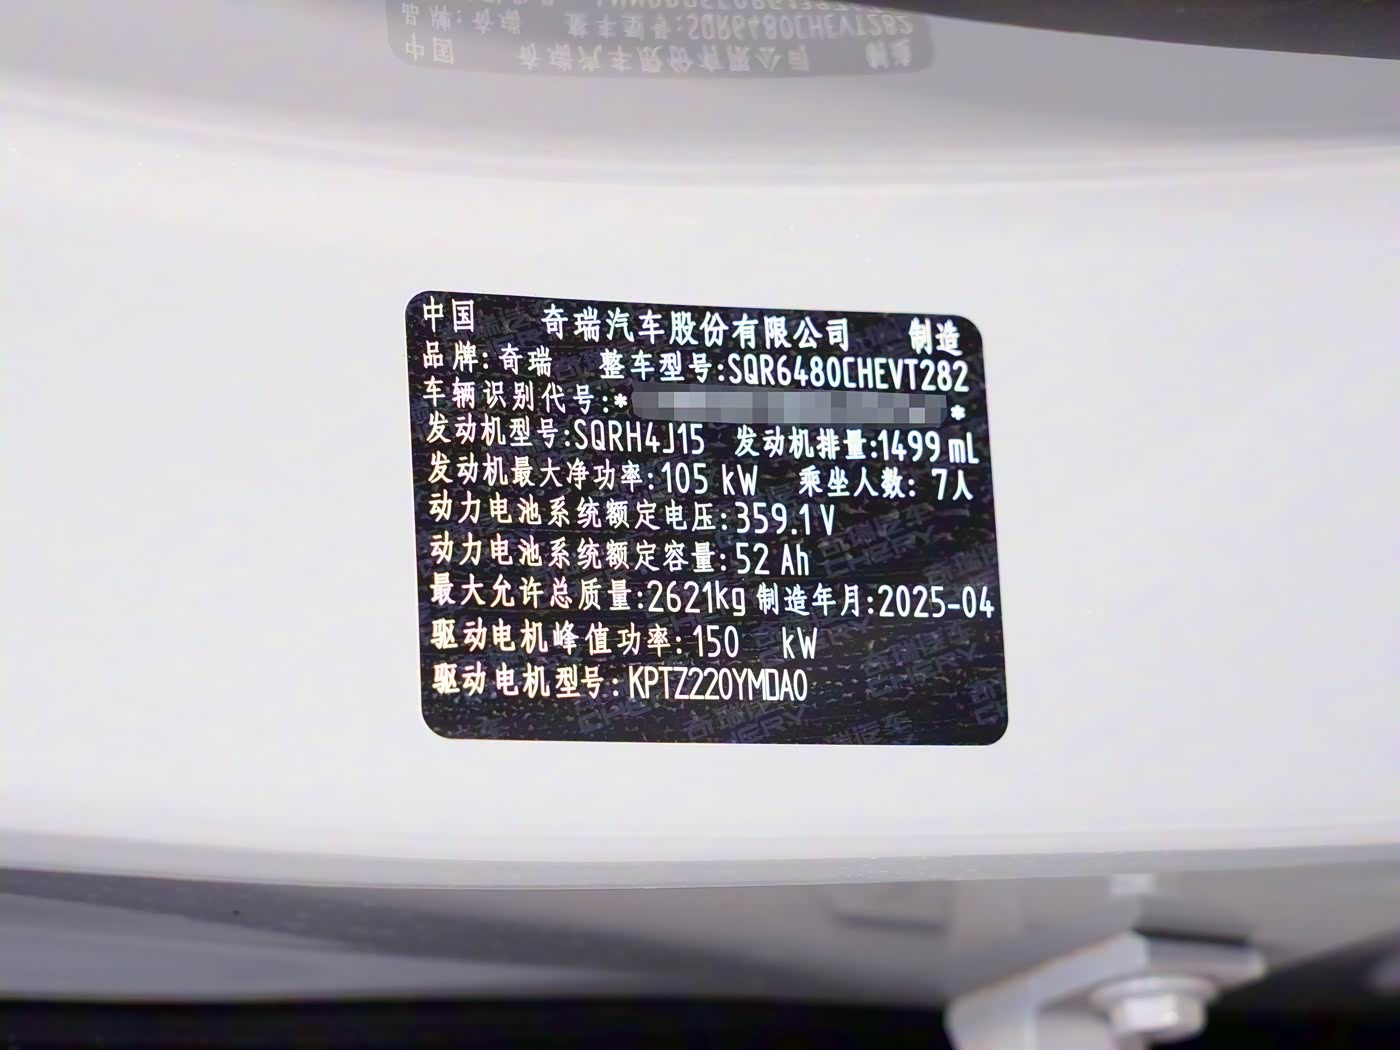 中国 奇瑞汽车股份有限公司 制造
品牌:奇瑞 整车型号:SQR6480CHEVT282
车辆识别代号:* *
发动机型号:SQRH4J15 发动机排量:1499 mL
发动机最大净功率:105 kW 乘坐人数: 7人
动力电池系统额定电压:359.1 V
动力电池系统额定容量:52 Ah
最大允许总质量:2621kg 制造年月:2025-04
驱动电机峰值功率:150 kW
驱动电机型号:KPTZ220YMDA0